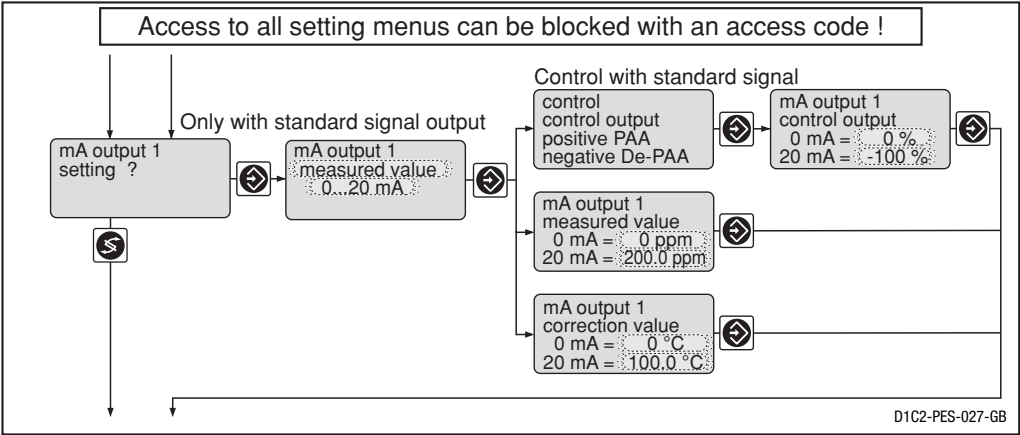 Access to all setting menus can be blocked with an access code !
Only with standard signal output
mA output 1
setting ?
mA output 1
measured value
0...20 mA
Control with standard signal
control
control output
positive PAA
negative De-PAA
mA output 1
control output
0 mA = 0 %
20 mA = -100 %
mA output 1
measured value
0 mA = 0 ppm
20 mA = 200.0 ppm
mA output 1
correction value
0 mA = 0 °C
20 mA = 100.0 °C
D1C2-PES-027-GB